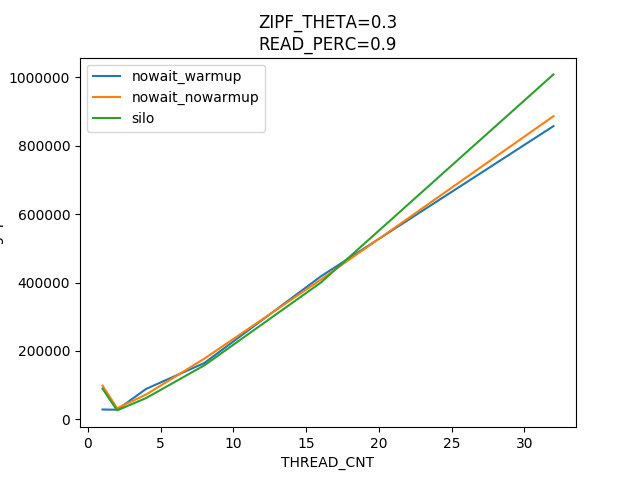 ZIPF_THETA=0.3
READ_PERC=0.9
nowait_warmup
nowait_nowarmup
silo
1000000
800000
600000
400000
200000
0
0 5 10 15 20 25 30
THREAD_CNT